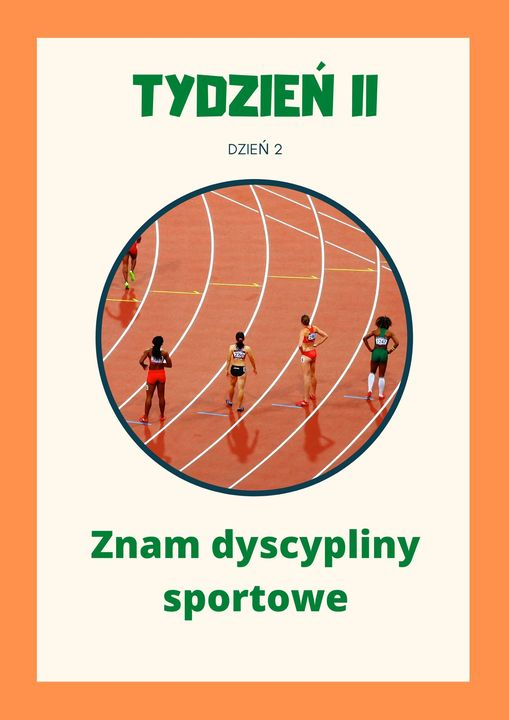 TYDZIEŃ II
DZIEŃ 2
Znam dyscypliny
sportowe